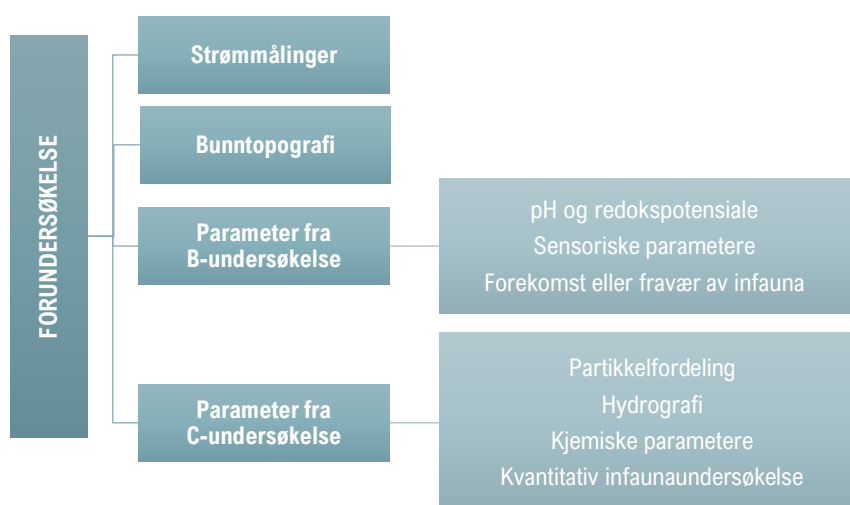 FORUNDERSØKELSE
Strømmålinger
Bunntopografi
Parameter fra
B-undersøkelse
pH og redokspotensiale
Sensoriske parametere
Forekomst eller fravær av infauna
Parameter fra
C-undersøkelse
Partikkelfordeling
Hydrografi
Kjemiske parametere
Kvantitativ infaunaundersøkelse